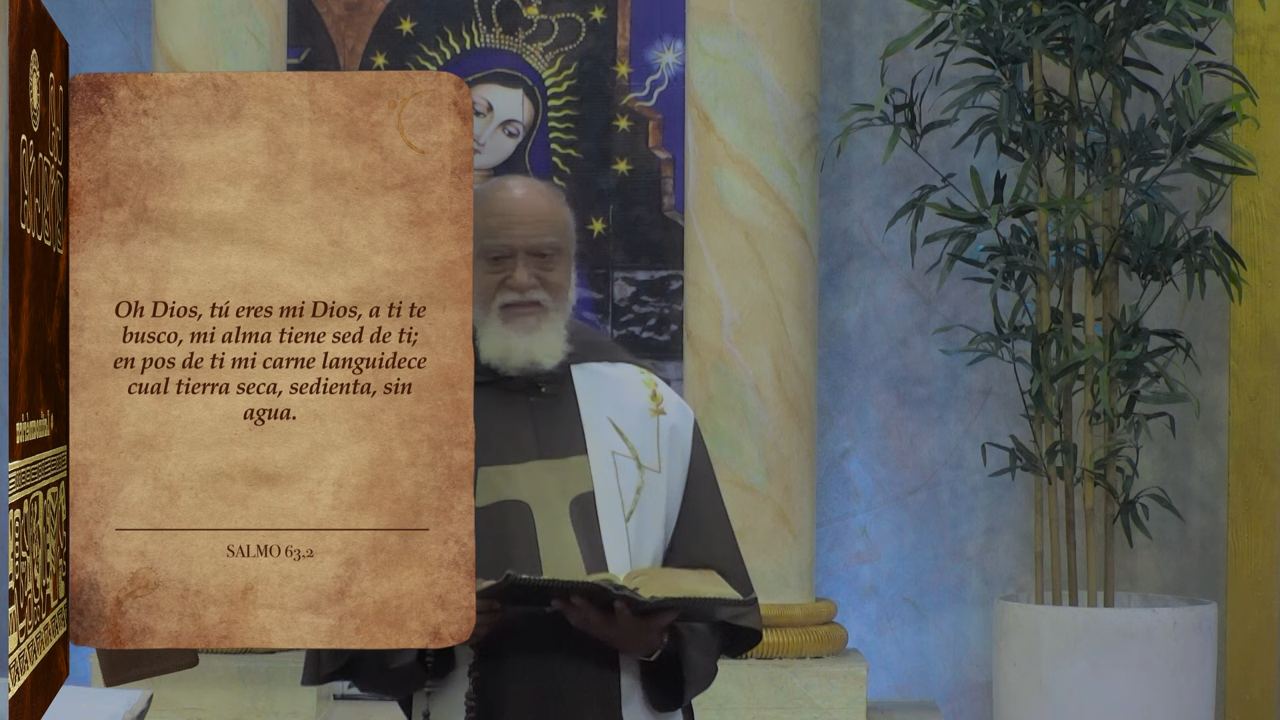 Oh Dios, tú eres mi Dios, a ti te
busco, mi alma tiene sed de ti;
en pos de ti mi carne languidece
cual tierra seca, sedienta, sin
agua.
SALMO 63,2